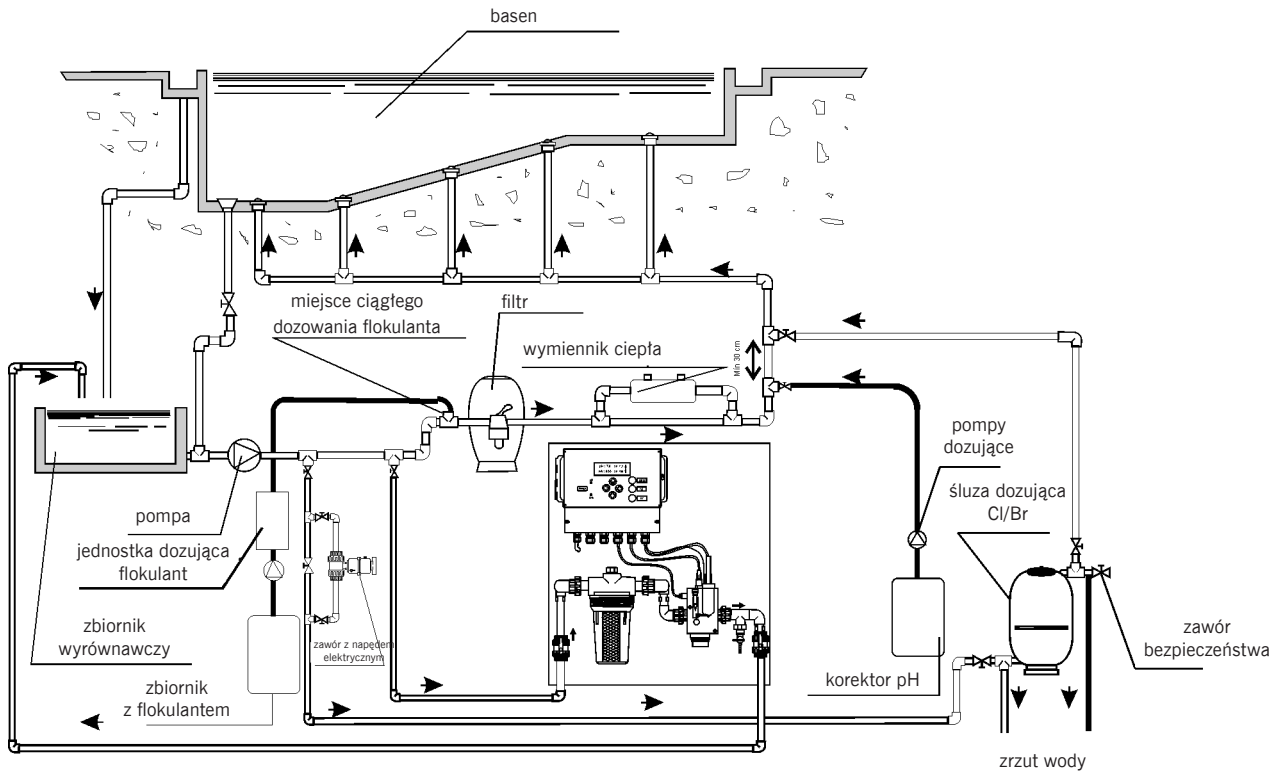 basen
miejsce ciągłego
dozowania flokulanta
filtr
wymiennik ciepła
Min 30 cm
pompy
dozujące
śluza dozująca
Cl/Br
pompa
jednostka dozująca
flokulant
zbiornik
wyrównawczy
zawór z napędem
elektrycznym
zbiornik
z flokulantem
korektor pH
zawór
bezpieczeństwa
zrzut wody